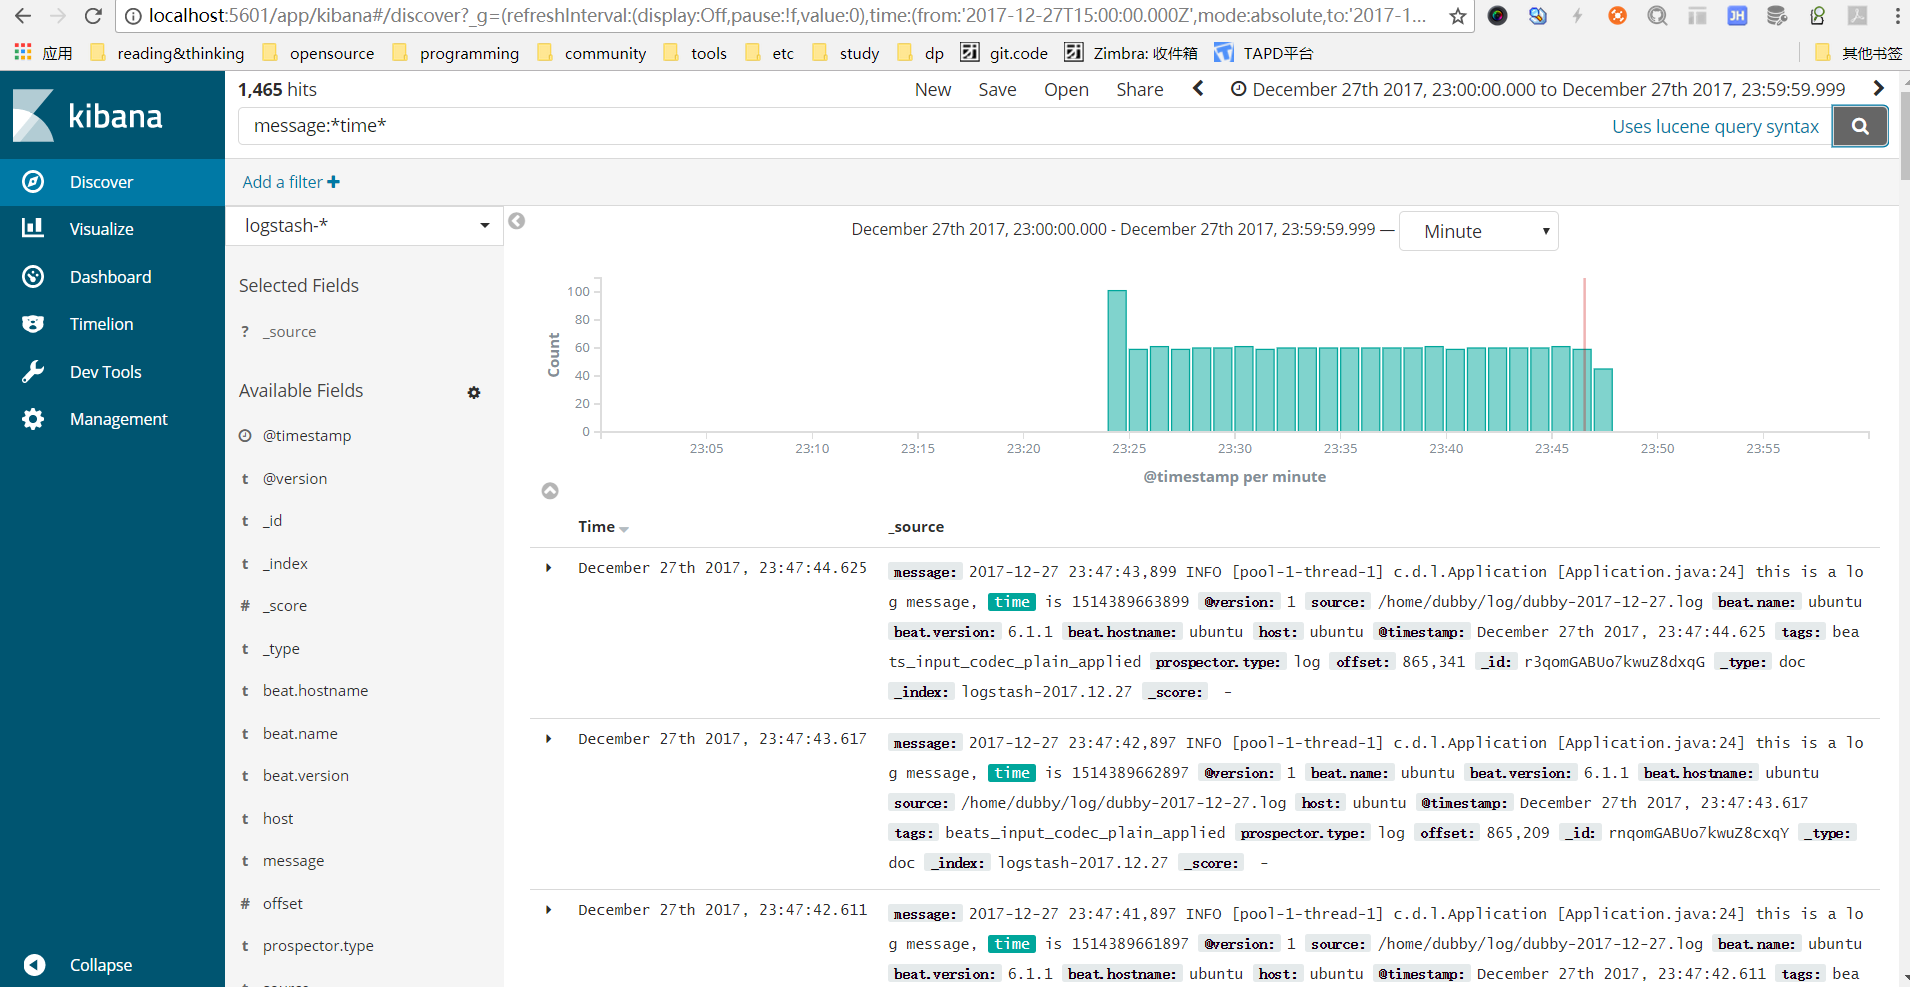 localhost:5601/app/kibana#/discover?_g=(refreshInterval:(display:Off,pause:!f,value:0),time:(from:'2017-12-27T15:00:00.000Z',mode:absolute,to:'2017-1...
应用 reading&thinking opensource programming community tools etc study dp git.code Zimbra: 收件箱 TAPD平台 其他书签
kibana
1,465 hits New Save Open Share December 27th 2017, 23:00:00.000 to December 27th 2017, 23:59:59.999
message:*time* Uses lucene query syntax
Add a filter
Discover
Visualize
Dashboard
Timelion
Dev Tools
Management
Collapse
logstash-*
Selected Fields
? _source
Available Fields
@timestamp
t @version
t _id
t _index
# _score
t _type
t beat.hostname
t beat.name
t beat.version
t host
t message
# offset
t prospector.type
December 27th 2017, 23:00:00.000 - December 27th 2017, 23:59:59.999 — Minute
Count
100
80
60
40
20
0
23:05 23:10 23:15 23:20 23:25 23:30 23:35 23:40 23:45 23:50 23:55
@timestamp per minute
Time _source
December 27th 2017, 23:47:44.625 message: 2017-12-27 23:47:43,899 INFO [pool-1-thread-1] c.d.l.Application [Application.java:24] this is a lo
g message, time is 1514389663899 @version: 1 source: /home/dubby/log/dubby-2017-12-27.log beat.name: ubuntu
beat.version: 6.1.1 beat.hostname: ubuntu host: ubuntu @timestamp: December 27th 2017, 23:47:44.625 tags: bea
ts_input_codec_plain_applied prospector.type: log offset: 865,341 _id: r3qomGABUo7kwuZ8dxqG _type: doc
_index: logstash-2017.12.27 _score: -
December 27th 2017, 23:47:43.617 message: 2017-12-27 23:47:42,897 INFO [pool-1-thread-1] c.d.l.Application [Application.java:24] this is a lo
g message, time is 1514389662897 @version: 1 beat.name: ubuntu beat.version: 6.1.1 beat.hostname: ubuntu
source: /home/dubby/log/dubby-2017-12-27.log host: ubuntu @timestamp: December 27th 2017, 23:47:43.617
tags: beats_input_codec_plain_applied prospector.type: log offset: 865,209 _id: rnqomGABUo7kwuZ8cxqY _type:
doc _index: logstash-2017.12.27 _score: -
December 27th 2017, 23:47:42.611 message: 2017-12-27 23:47:41,897 INFO [pool-1-thread-1] c.d.l.Application [Application.java:24] this is a lo
g message, time is 1514389661897 @version: 1 source: /home/dubby/log/dubby-2017-12-27.log beat.name: ubuntu
beat.version: 6.1.1 beat.hostname: ubuntu host: ubuntu @timestamp: December 27th 2017, 23:47:42.611 tags: bea